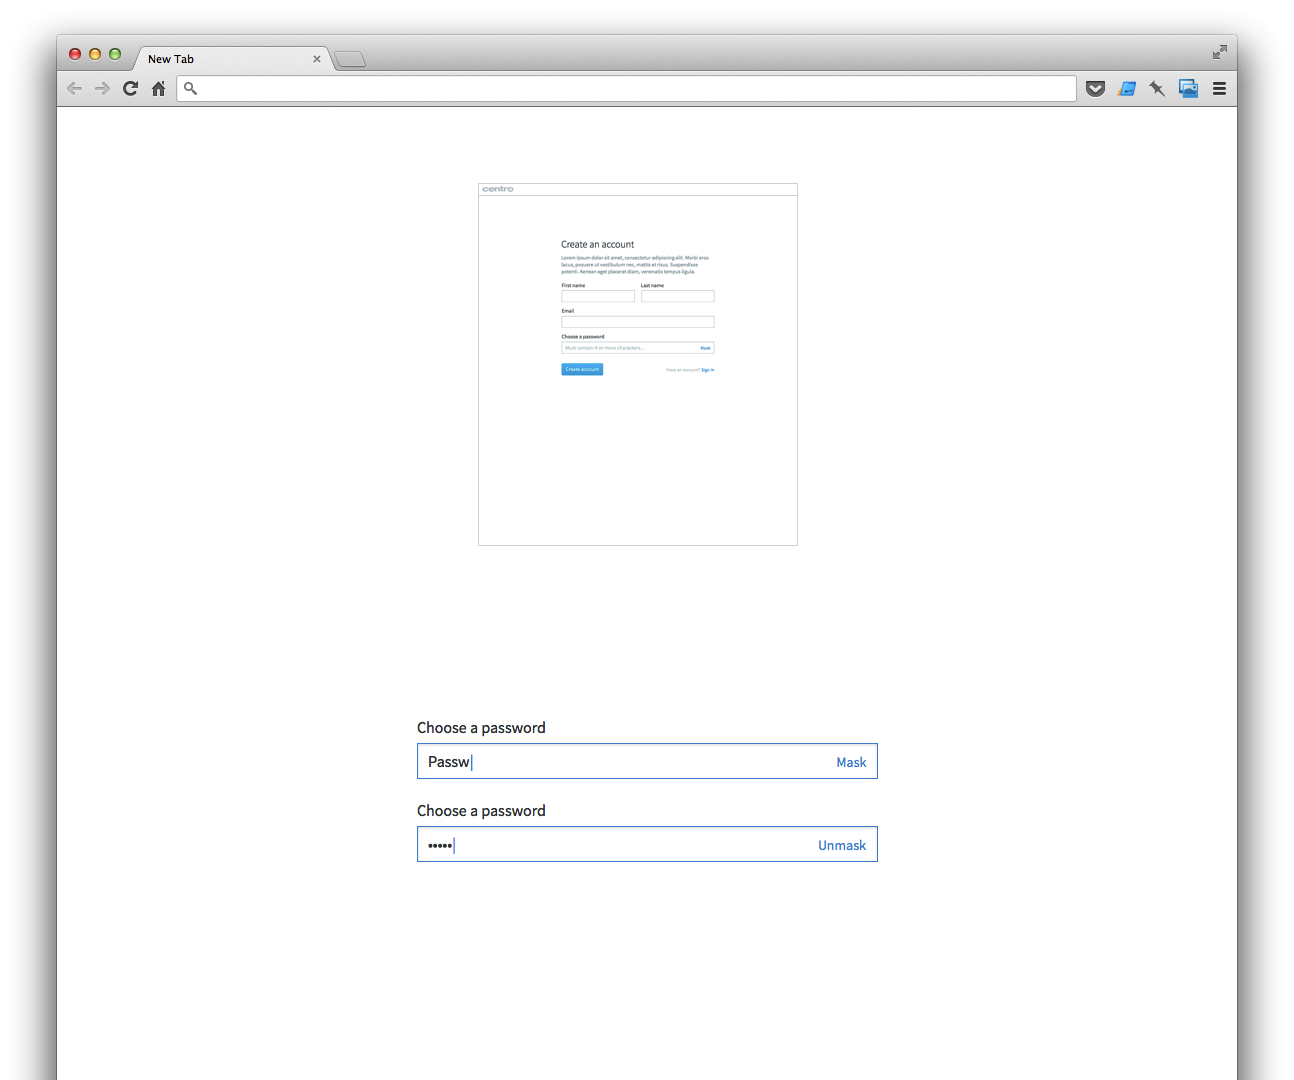 New Tab
centro
Create an account
Lorem ipsum dolor sit amet, consectetur adipiscing elit. Morbi eros
lacus, posuere ut vestibulum nec, mattis et risus. Suspendisse
potenti. Aenean eget placerat diam, venenatis tempus ligula.
First name Last name
Email
Choose a password
Must contain 4 or more characters... Mask
Create account Have an account? Sign in
Choose a password
Passw Mask
Choose a password
••••• Unmask